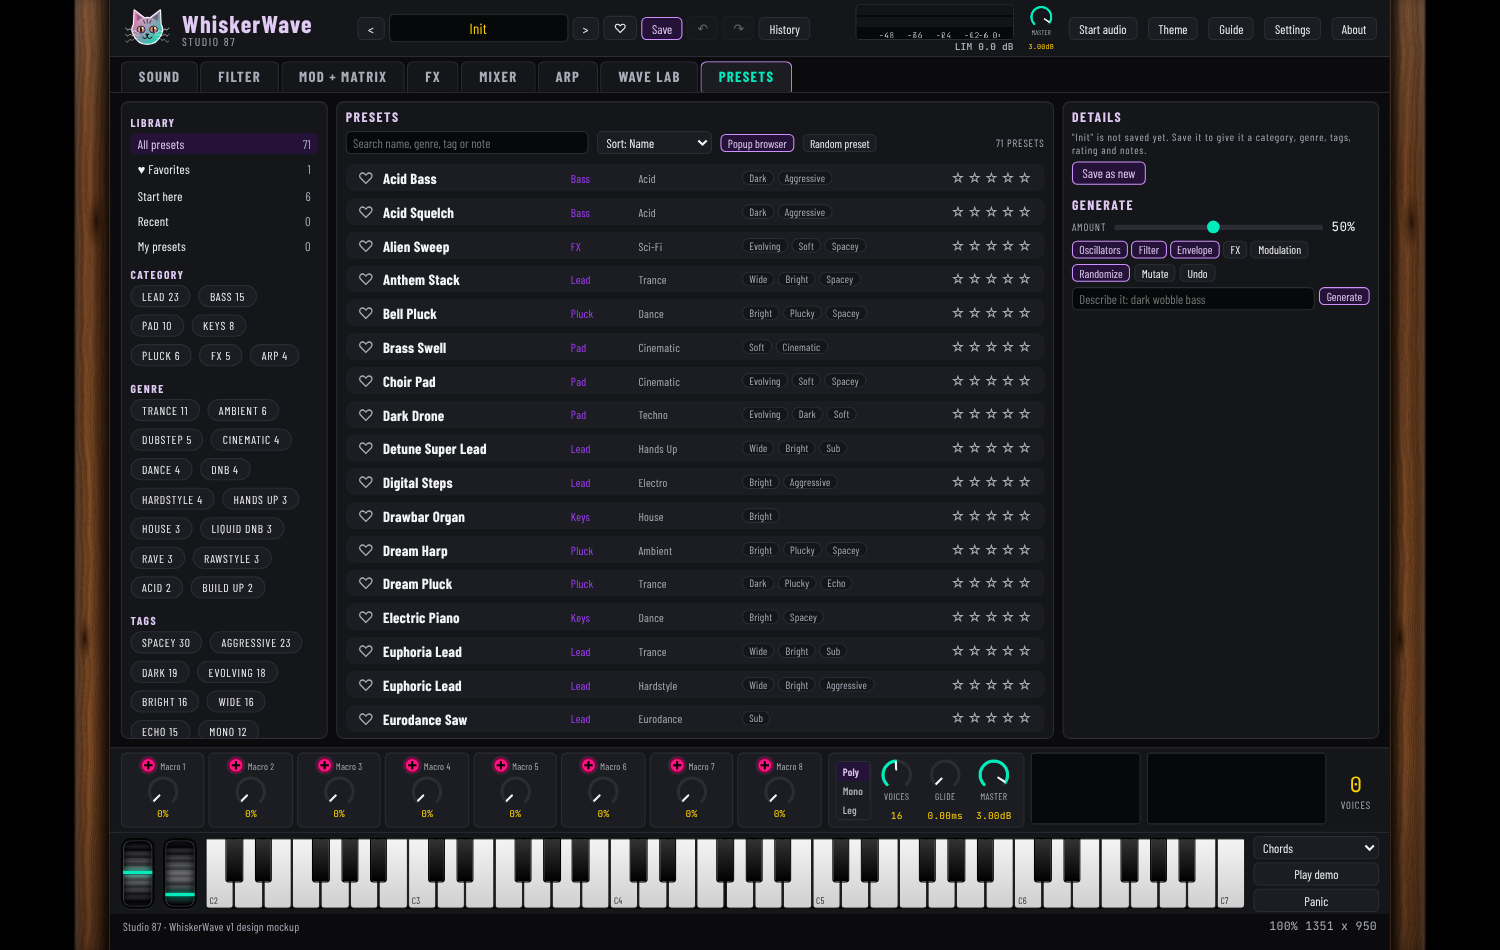 WhiskerWave
STUDIO 87
<
Init
>
Save
History
-48
LIM 0.0 dB
MASTER
3.00dB
Start audio
Theme
Guide
Settings
About
SOUND
FILTER
MOD + MATRIX
FX
MIXER
ARP
WAVE LAB
PRESETS
LIBRARY
All presets 71
♥ Favorites 1
Start here 6
Recent 0
My presets 0
CATEGORY
LEAD 23 BASS 15
PAD 10 KEYS 8
PLUCK 6 FX 5 ARP 4
GENRE
TRANCE 11 AMBIENT 6
DUBSTEP 5 CINEMATIC 4
DANCE 4 DNB 4
HARDSTYLE 4 HANDS UP 3
HOUSE 3 LIQUID DNB 3
RAVE 3 RAWSTYLE 3
ACID 2 BUILD UP 2
TAGS
SPACEY 30 AGGRESSIVE 23
DARK 19 EVOLVING 18
BRIGHT 16 WIDE 16
ECHO 15 MONO 12
PRESETS
Search name, genre, tag or note
Sort: Name
Popup browser
Random preset
71 PRESETS
Acid Bass Bass Acid Dark Aggressive
Acid Squelch Bass Acid Dark Aggressive
Alien Sweep FX Sci-Fi Evolving Soft Spacey
Anthem Stack Lead Trance Wide Bright Spacey
Bell Pluck Pluck Dance Bright Plucky Spacey
Brass Swell Pad Cinematic Soft Cinematic
Choir Pad Pad Cinematic Evolving Soft Spacey
Dark Drone Pad Techno Evolving Dark Soft
Detune Super Lead Lead Hands Up Wide Bright Sub
Digital Steps Lead Electro Bright Aggressive
Drawbar Organ Keys House Bright
Dream Harp Pluck Ambient Bright Plucky Spacey
Dream Pluck Pluck Trance Dark Plucky Echo
Electric Piano Keys Dance Bright Spacey
Euphoria Lead Lead Trance Wide Bright Sub
Euphoric Lead Lead Hardstyle Wide Bright Aggressive
Eurodance Saw Lead Eurodance Sub
DETAILS
"Init" is not saved yet. Save it to give it a category, genre, tags,
rating and notes.
Save as new
GENERATE
AMOUNT 50%
Oscillators Filter Envelope FX Modulation
Randomize Mutate Undo
Describe it: dark wobble bass Generate
Macro 1 Macro 2 Macro 3 Macro 4 Macro 5 Macro 6 Macro 7 Macro 8
0% 0% 0% 0% 0% 0% 0% 0%
Poly
Mono
Leg
VOICES GLIDE MASTER
16 0.00ms 3.00dB
0
VOICES
C2 C3 C4 C5 C6 C7
Chords
Play demo
Panic
Studio 87 · WhiskerWave v1 design mockup
100% 1351 x 950